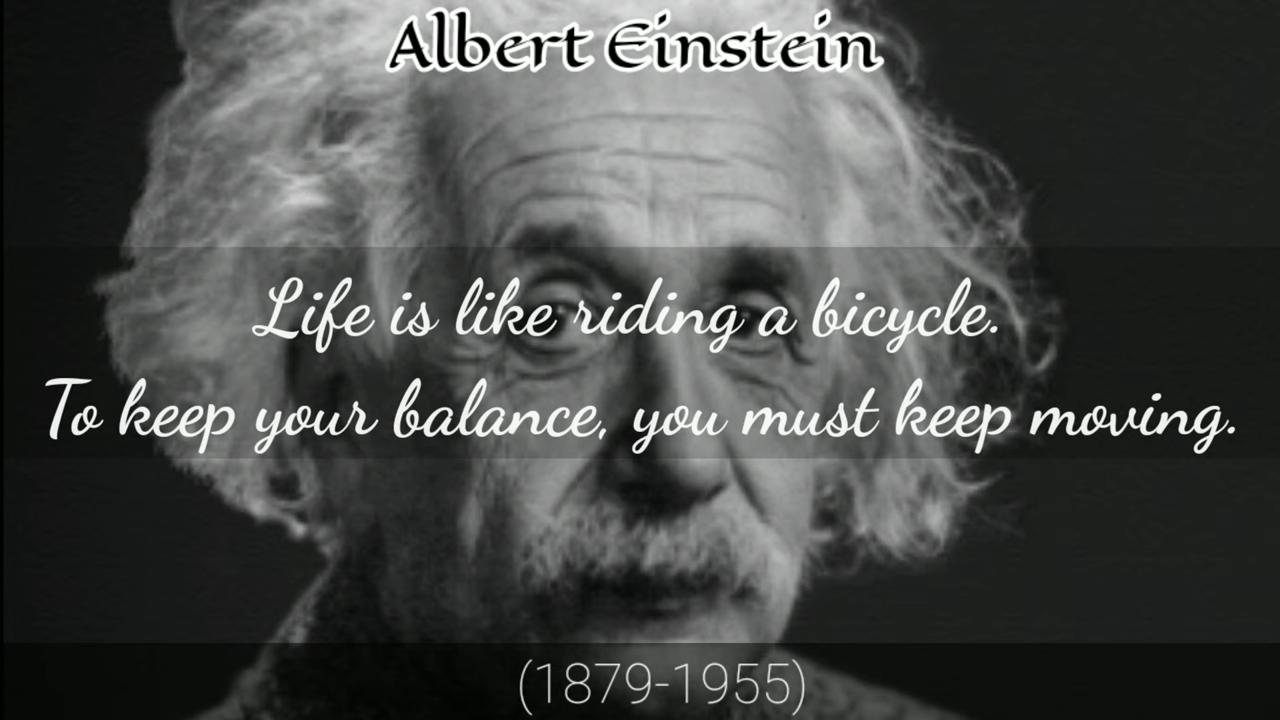 Albert Einstein
Life is like riding a bicycle.
To keep your balance, you must keep moving.
(1879-1955)